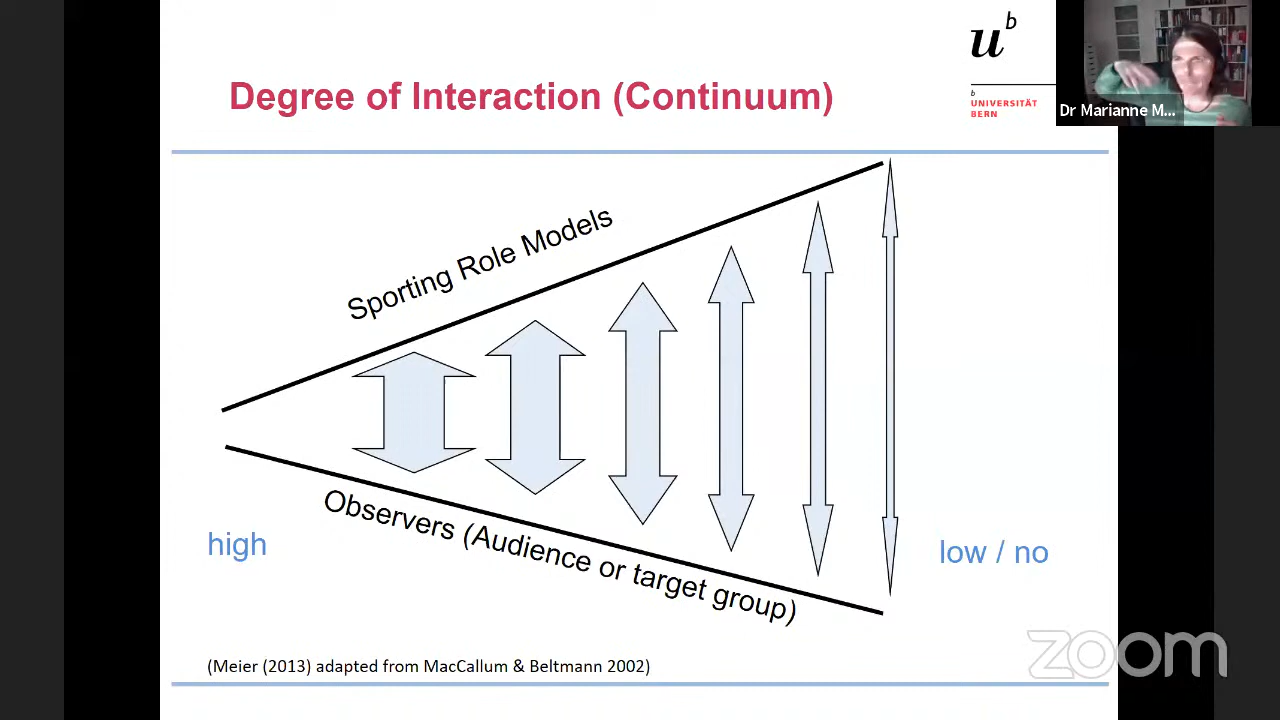 Degree of Interaction (Continuum)
u b
b
UNIVERSITÄT
BERN
Dr Marianne M...
Sporting Role Models
Observers (Audience or target group)
high
low / no
(Meier (2013) adapted from MacCallum & Beltmann 2002)
zoom